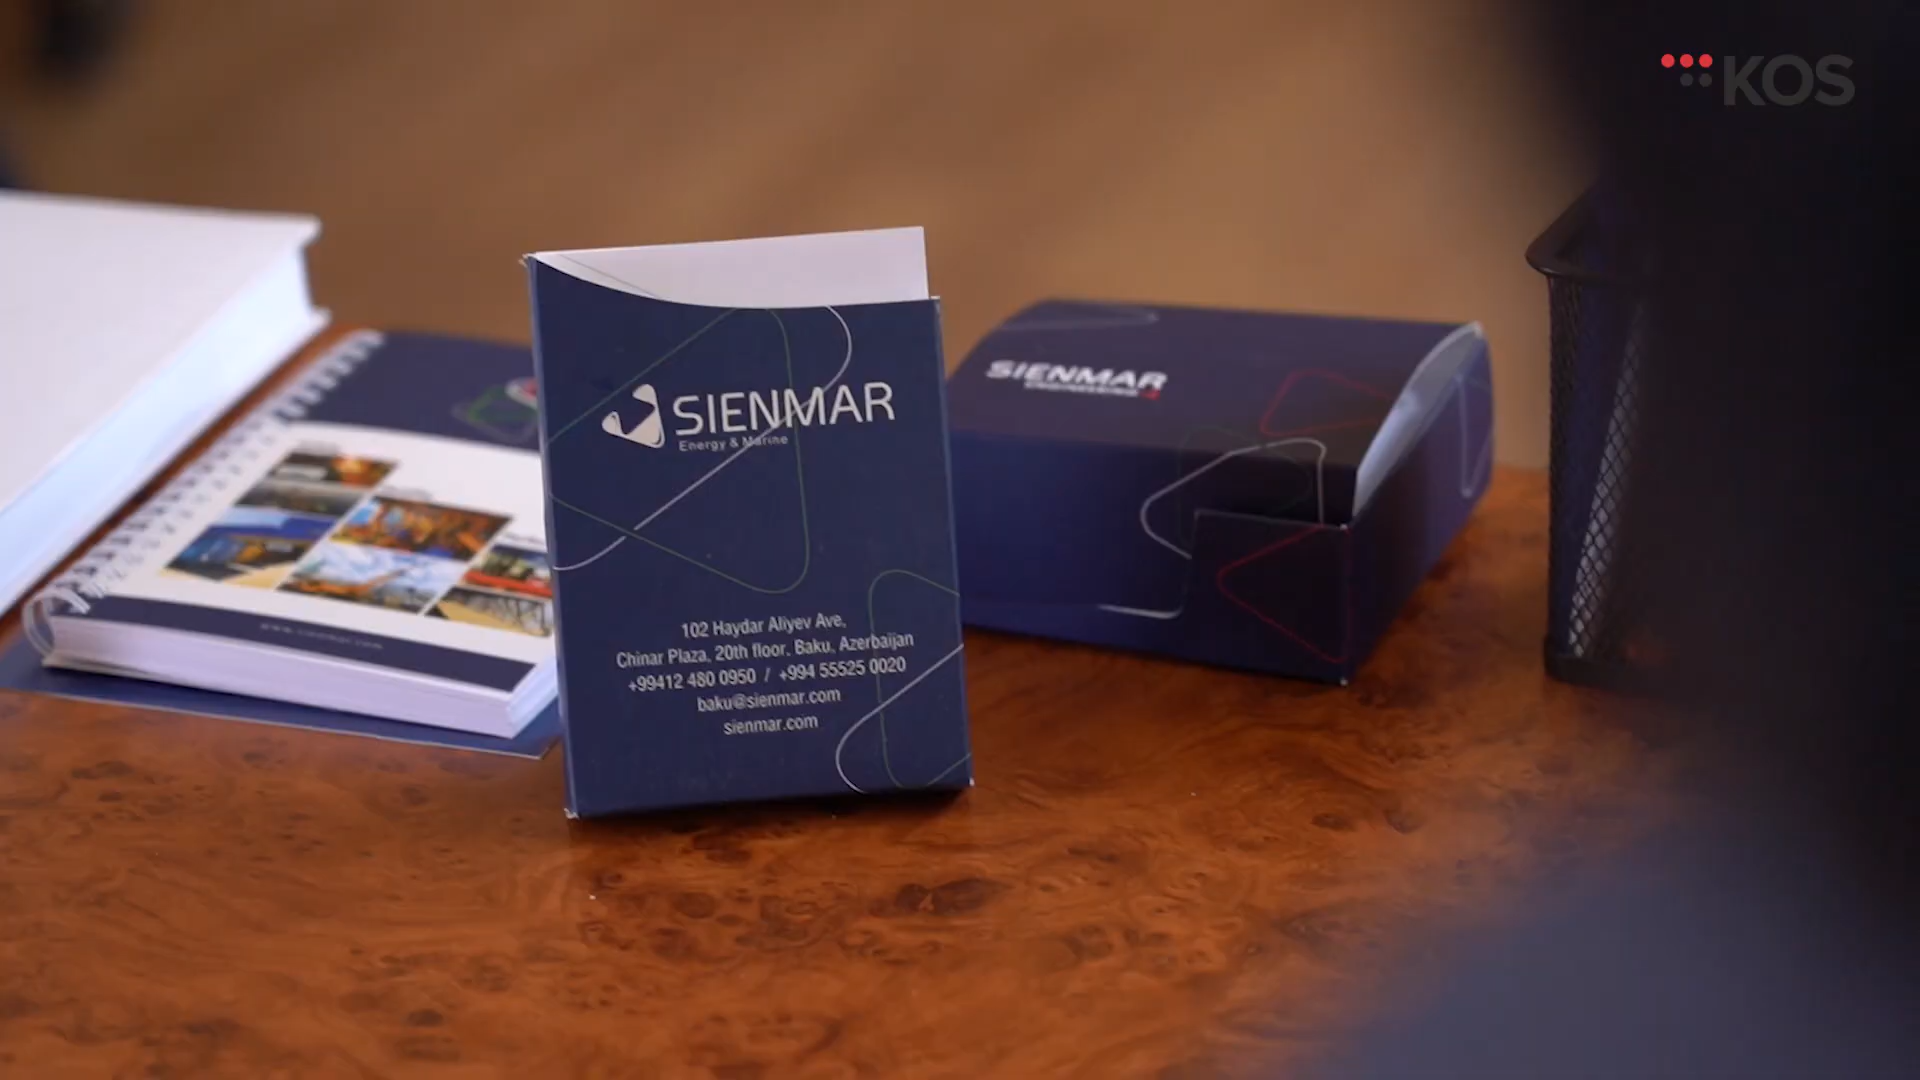 KOS
SIENMAR
Energy & Marine
102 Haydar Aliyev Ave,
Chinar Plaza, 20th floor, Baku, Azerbaijan
+99412 480 0950 / +994 55525 0020
baku@sienmar.com
sienmar.com
SIENMAR
ENGINEERING